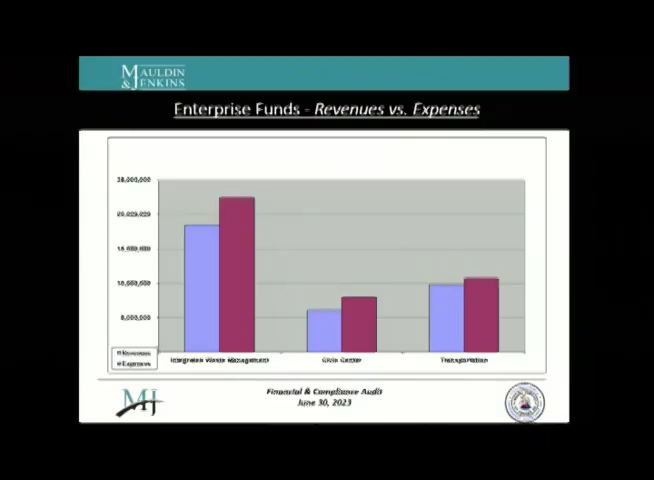 MAULDIN
& JENKINS
Enterprise Funds - Revenues vs. Expenses
25,000,000
20,000,000
15,000,000
10,000,000
5,000,000
Revenues
Expenses
Integrated Waste Management
Civic Center
Transportation
MJ
Financial & Compliance Audit
June 30, 2023